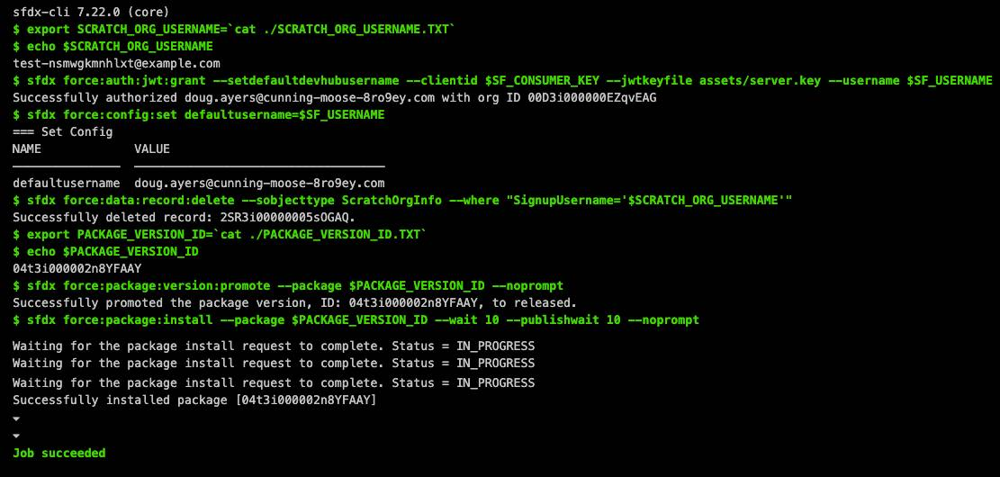 sfdx-cli 7.22.0 (core)
$ export SCRATCH_ORG_USERNAME=`cat ./SCRATCH_ORG_USERNAME.TXT`
$ echo $SCRATCH_ORG_USERNAME
test-nsmwgkmnhlxt@example.com
$ sfdx force:auth:jwt:grant --setdefaultdevhubusername --clientid $SF_CONSUMER_KEY --jwtkeyfile assets/server.key --username $SF_USERNAME
Successfully authorized doug.ayers@cunning-moose-8ro9ey.com with org ID 00D3i000000EZqvEAG
$ sfdx force:config:set defaultusername=$SF_USERNAME
=== Set Config
NAME             VALUE
───────────────  ───────────────────────────────────
defaultusername  doug.ayers@cunning-moose-8ro9ey.com
$ sfdx force:data:record:delete --sobjecttype ScratchOrgInfo --where "SignupUsername='$SCRATCH_ORG_USERNAME'"
Successfully deleted record: 2SR3i00000005sOGAQ.
$ export PACKAGE_VERSION_ID=`cat ./PACKAGE_VERSION_ID.TXT`
$ echo $PACKAGE_VERSION_ID
04t3i000002n8YFAAY
$ sfdx force:package:version:promote --package $PACKAGE_VERSION_ID --noprompt
Successfully promoted the package version, ID: 04t3i000002n8YFAAY, to released.
$ sfdx force:package:install --package $PACKAGE_VERSION_ID --wait 10 --publishwait 10 --noprompt
Waiting for the package install request to complete. Status = IN_PROGRESS
Waiting for the package install request to complete. Status = IN_PROGRESS
Waiting for the package install request to complete. Status = IN_PROGRESS
Successfully installed package [04t3i000002n8YFAAY]
Job succeeded